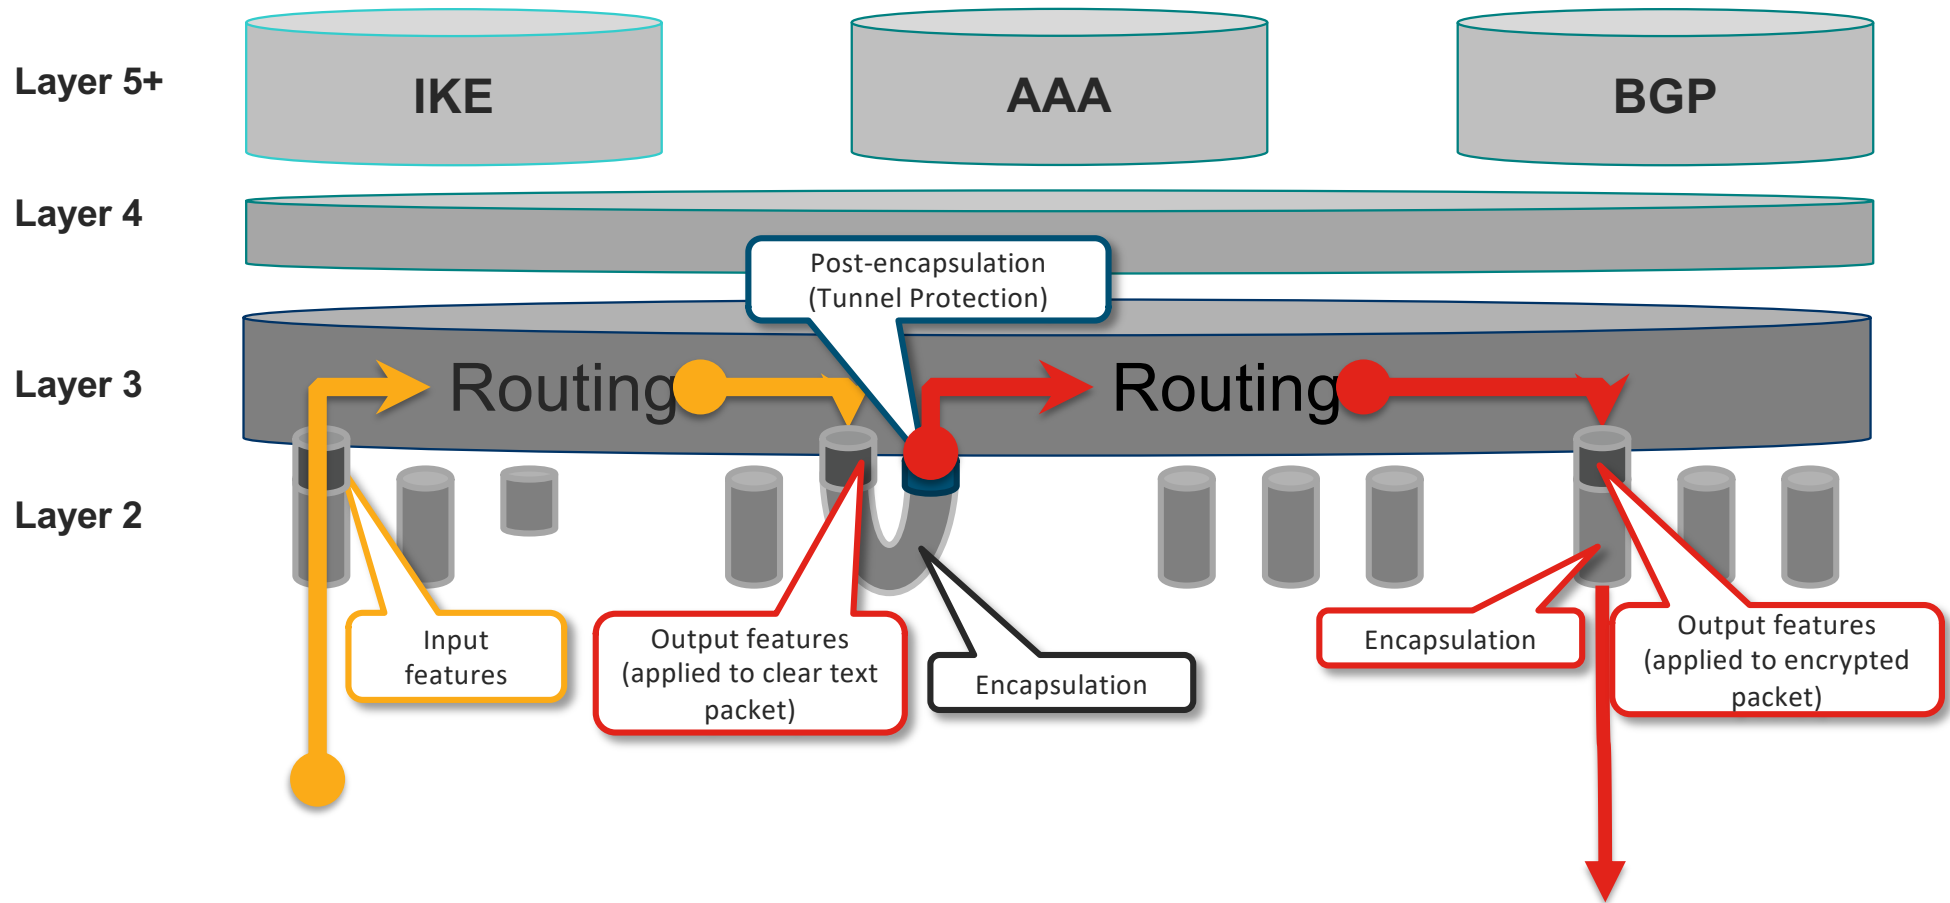 Layer 5+
IKE
AAA
BGP
Layer 4
Post-encapsulation
(Tunnel Protection)
Layer 3
Routing
Routing
Layer 2
Input
features
Output features
(applied to clear text
packet)
Encapsulation
Encapsulation
Output features
(applied to encrypted
packet)